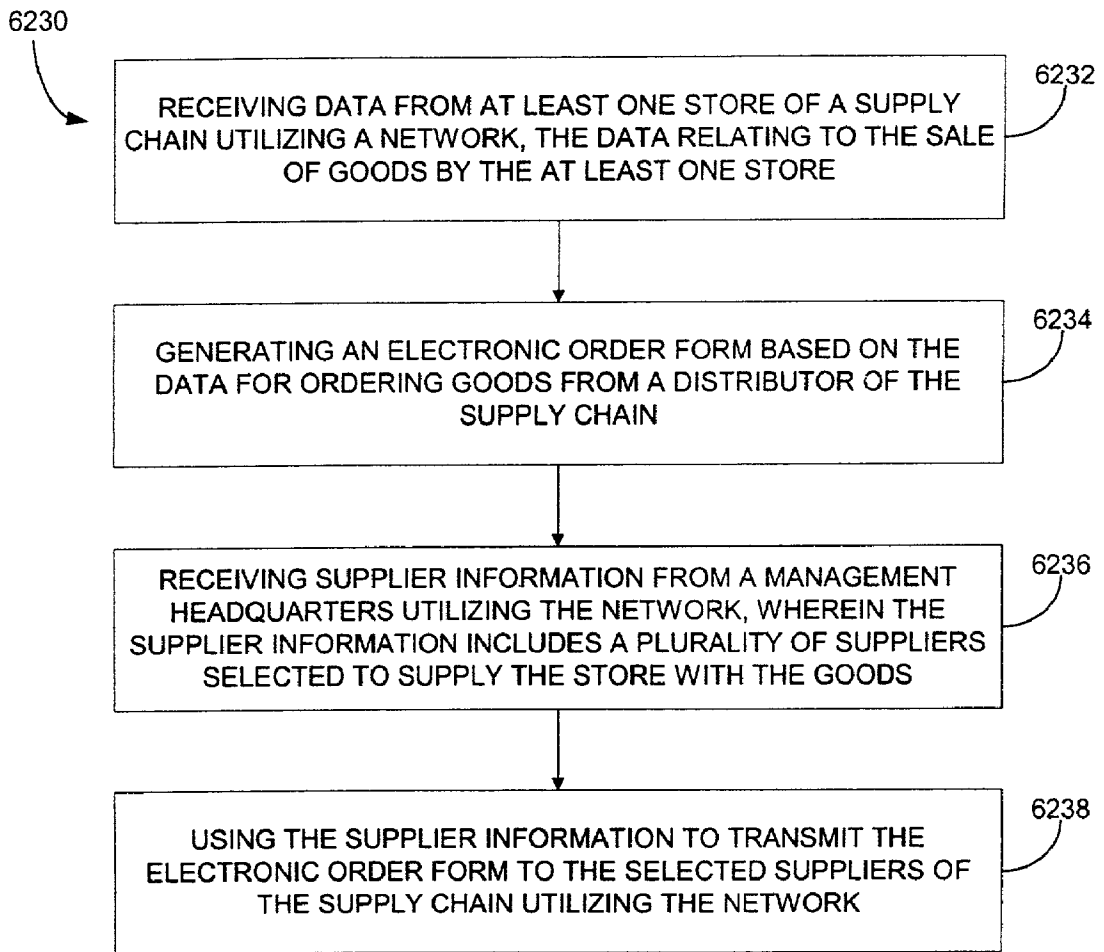 6230
RECEIVING DATA FROM AT LEAST ONE STORE OF A SUPPLY
CHAIN UTILIZING A NETWORK, THE DATA RELATING TO THE SALE
OF GOODS BY THE AT LEAST ONE STORE
6232
GENERATING AN ELECTRONIC ORDER FORM BASED ON THE
DATA FOR ORDERING GOODS FROM A DISTRIBUTOR OF THE
SUPPLY CHAIN
6234
RECEIVING SUPPLIER INFORMATION FROM A MANAGEMENT
HEADQUARTERS UTILIZING THE NETWORK, WHEREIN THE
SUPPLIER INFORMATION INCLUDES A PLURALITY OF SUPPLIERS
SELECTED TO SUPPLY THE STORE WITH THE GOODS
6236
USING THE SUPPLIER INFORMATION TO TRANSMIT THE
ELECTRONIC ORDER FORM TO THE SELECTED SUPPLIERS OF
THE SUPPLY CHAIN UTILIZING THE NETWORK
6238